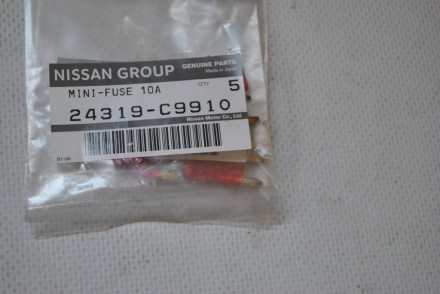 NISSAN GROUP GENUINE PARTS
Made in Japan
MINI-FUSE 10A QTY 5
24319-C9910
Nissan Motor Co., Ltd